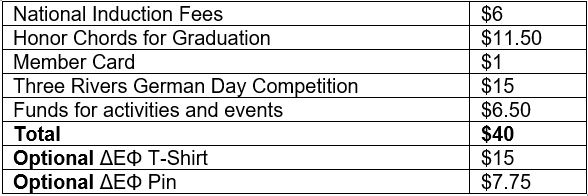 National Induction Fees $6
Honor Chords for Graduation $11.50
Member Card $1
Three Rivers German Day Competition $15
Funds for activities and events $6.50
Total $40
Optional ΔΕΦ T-Shirt $15
Optional ΔΕΦ Pin $7.75